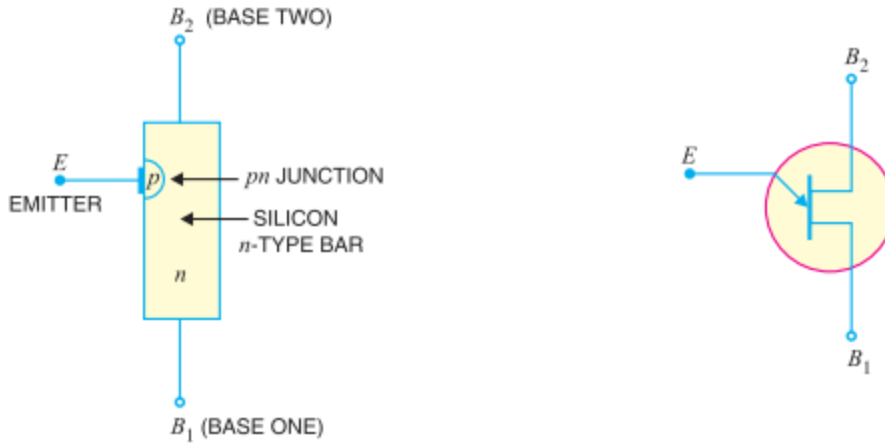 B2 (BASE TWO)
E
EMITTER
p
pn JUNCTION
SILICON
n-TYPE BAR
n
B1 (BASE ONE)
B2
E
B1